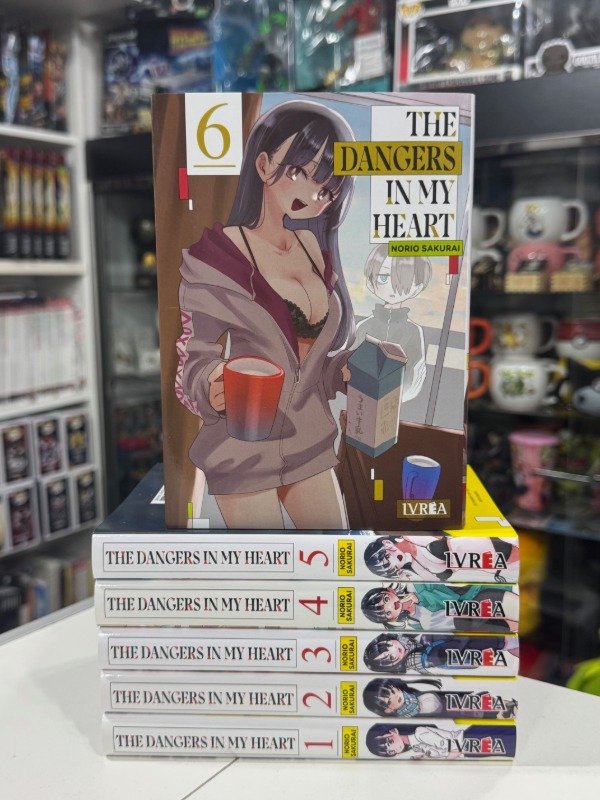 6
THE
DANGERS
IN MY
HEART
NORIO SAKURAI
IVREA
THE DANGERS IN MY HEART 5 NORIO SAKURAI IVREA
THE DANGERS IN MY HEART 4 NORIO SAKURAI IVREA
THE DANGERS IN MY HEART 3 NORIO SAKURAI IVREA
THE DANGERS IN MY HEART 2 NORIO SAKURAI IVREA
THE DANGERS IN MY HEART 1 NORIO SAKURAI IVREA